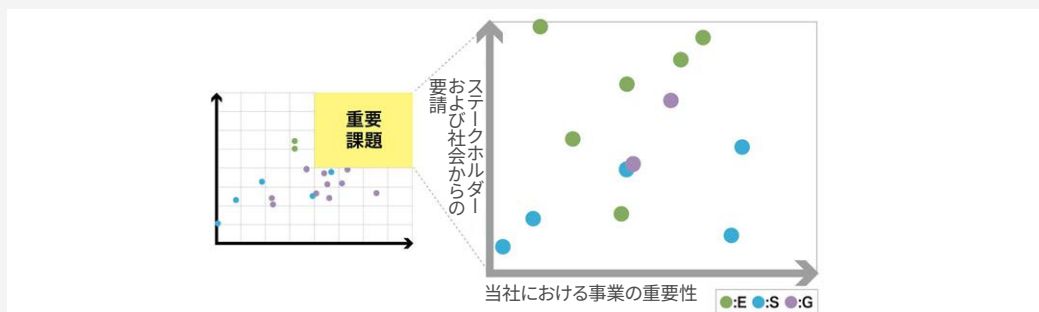 重要
課題
ステークホルダー
および社会からの
要請
当社における事業の重要性
:E :S :G